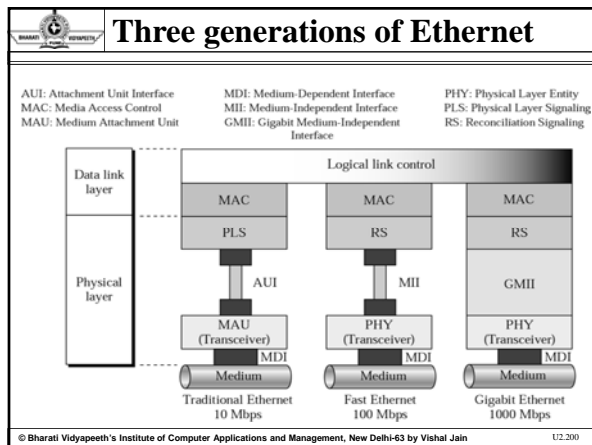 BHARATI
VIDYAPEETH
PUNE
Three generations of Ethernet
AUI: Attachment Unit Interface
MAC: Media Access Control
MAU: Medium Attachment Unit
MDI: Medium-Dependent Interface
MII: Medium-Independent Interface
GMII: Gigabit Medium-Independent
Interface
PHY: Physical Layer Entity
PLS: Physical Layer Signaling
RS: Reconciliation Signaling
Data link
layer
Logical link control
MAC MAC MAC
PLS RS RS
Physical
layer
AUI MII GMII
MAU
(Transceiver)
PHY
(Transceiver)
PHY
(Transceiver)
MDI MDI MDI
Medium Medium Medium
Traditional Ethernet
10 Mbps
Fast Ethernet
100 Mbps
Gigabit Ethernet
1000 Mbps
© Bharati Vidyapeeth's Institute of Computer Applications and Management, New Delhi-63 by Vishal Jain U2.200